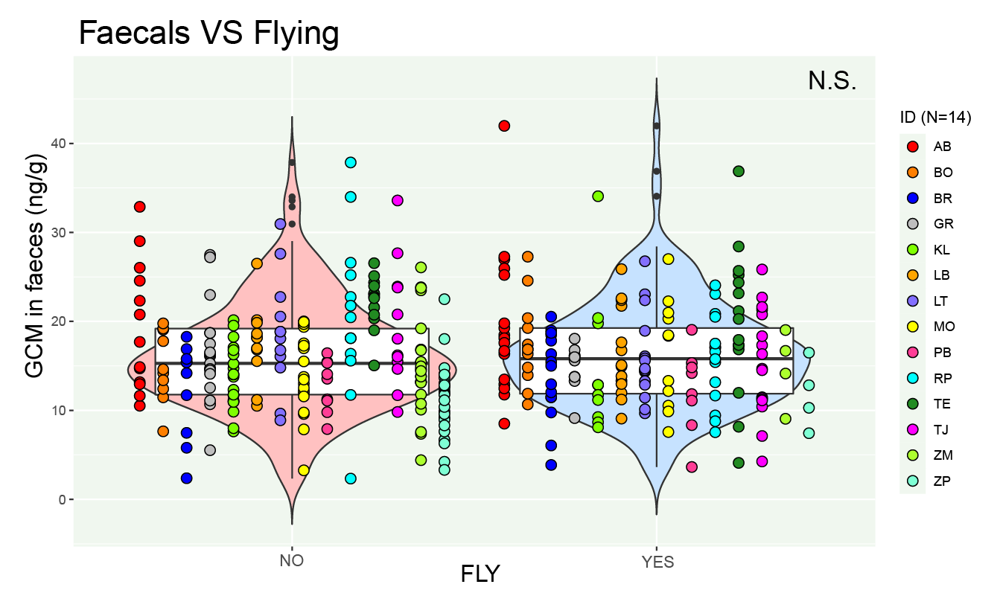 Faecals VS Flying
N.S.
GCM in faeces (ng/g)
40
30
20
10
0
NO
YES
FLY
ID (N=14)
AB
BO
BR
GR
KL
LB
LT
MO
PB
RP
TE
TJ
ZM
ZP